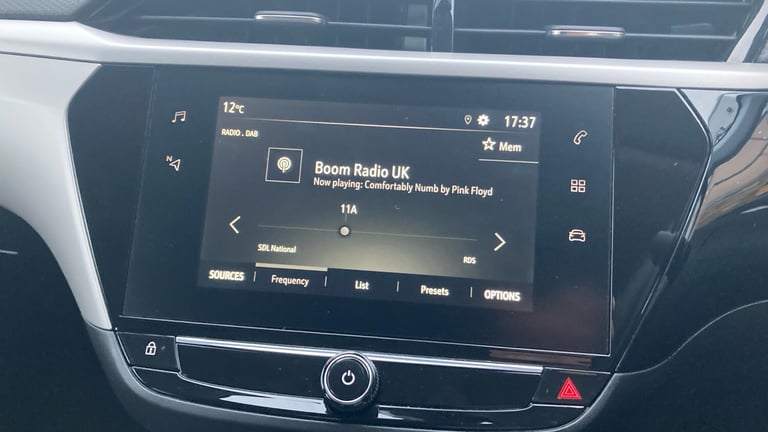 12°C
17:37
RADIO . DAB
Mem
N
Boom Radio UK
Now playing: Comfortably Numb by Pink Floyd
11A
SDL National
RDS
SOURCES
Frequency
List
Presets
OPTIONS